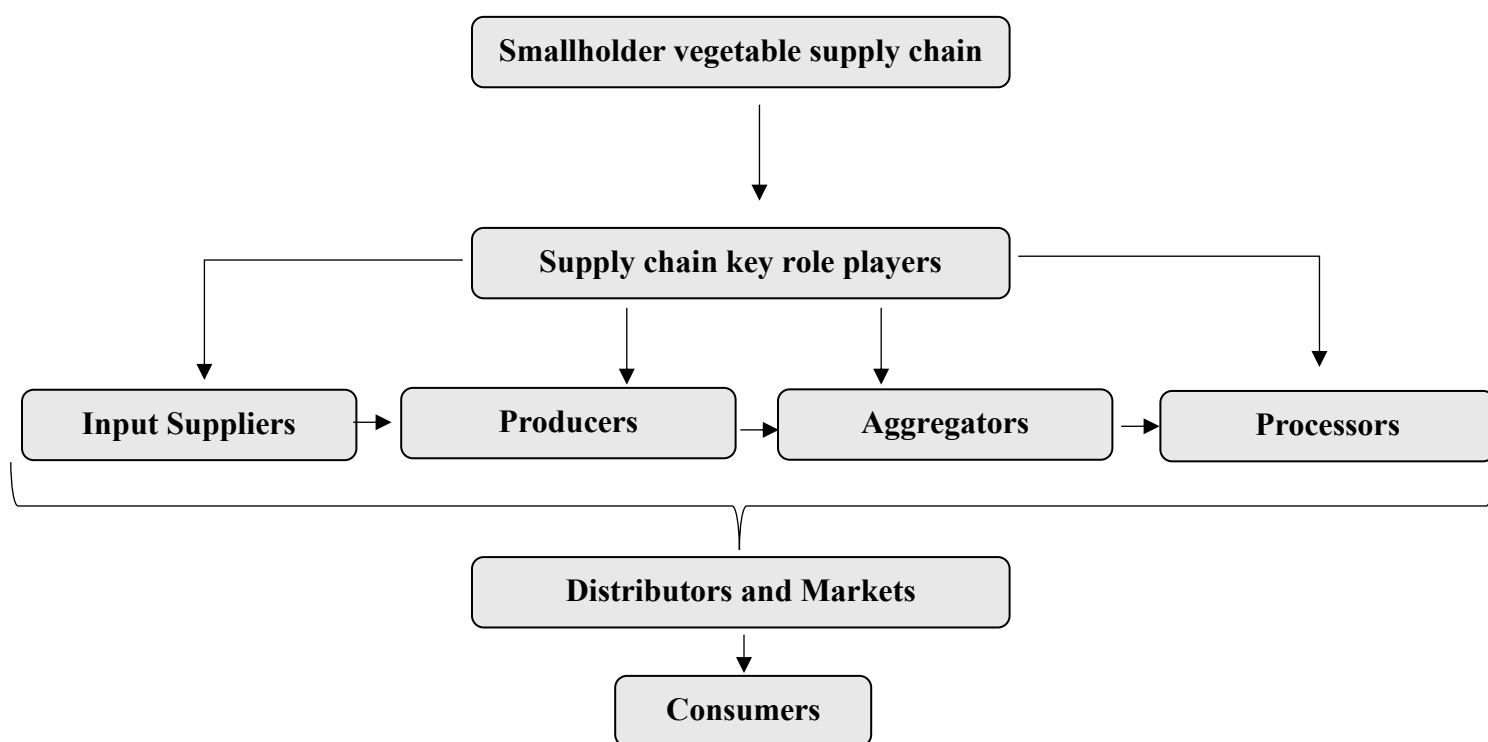 Smallholder vegetable supply chain
Supply chain key role players
Input Suppliers
Producers
Aggregators
Processors
Distributors and Markets
Consumers